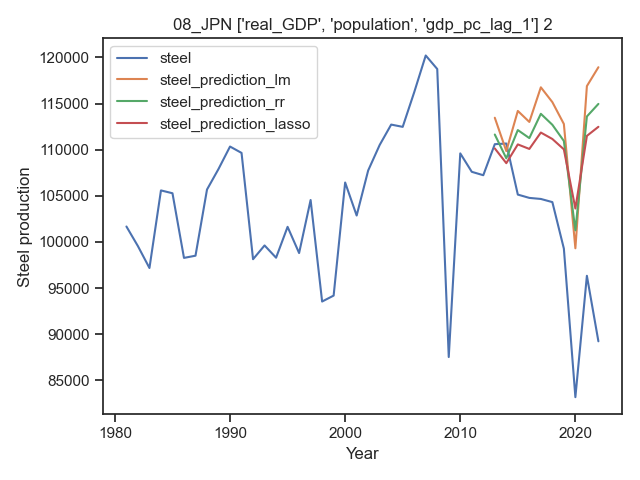 08_JPN ['real_GDP', 'population', 'gdp_pc_lag_1'] 2
steel
steel_prediction_lm
steel_prediction_rr
steel_prediction_lasso
Steel production
120000
115000
110000
105000
100000
95000
90000
85000
1980
1990
2000
2010
2020
Year